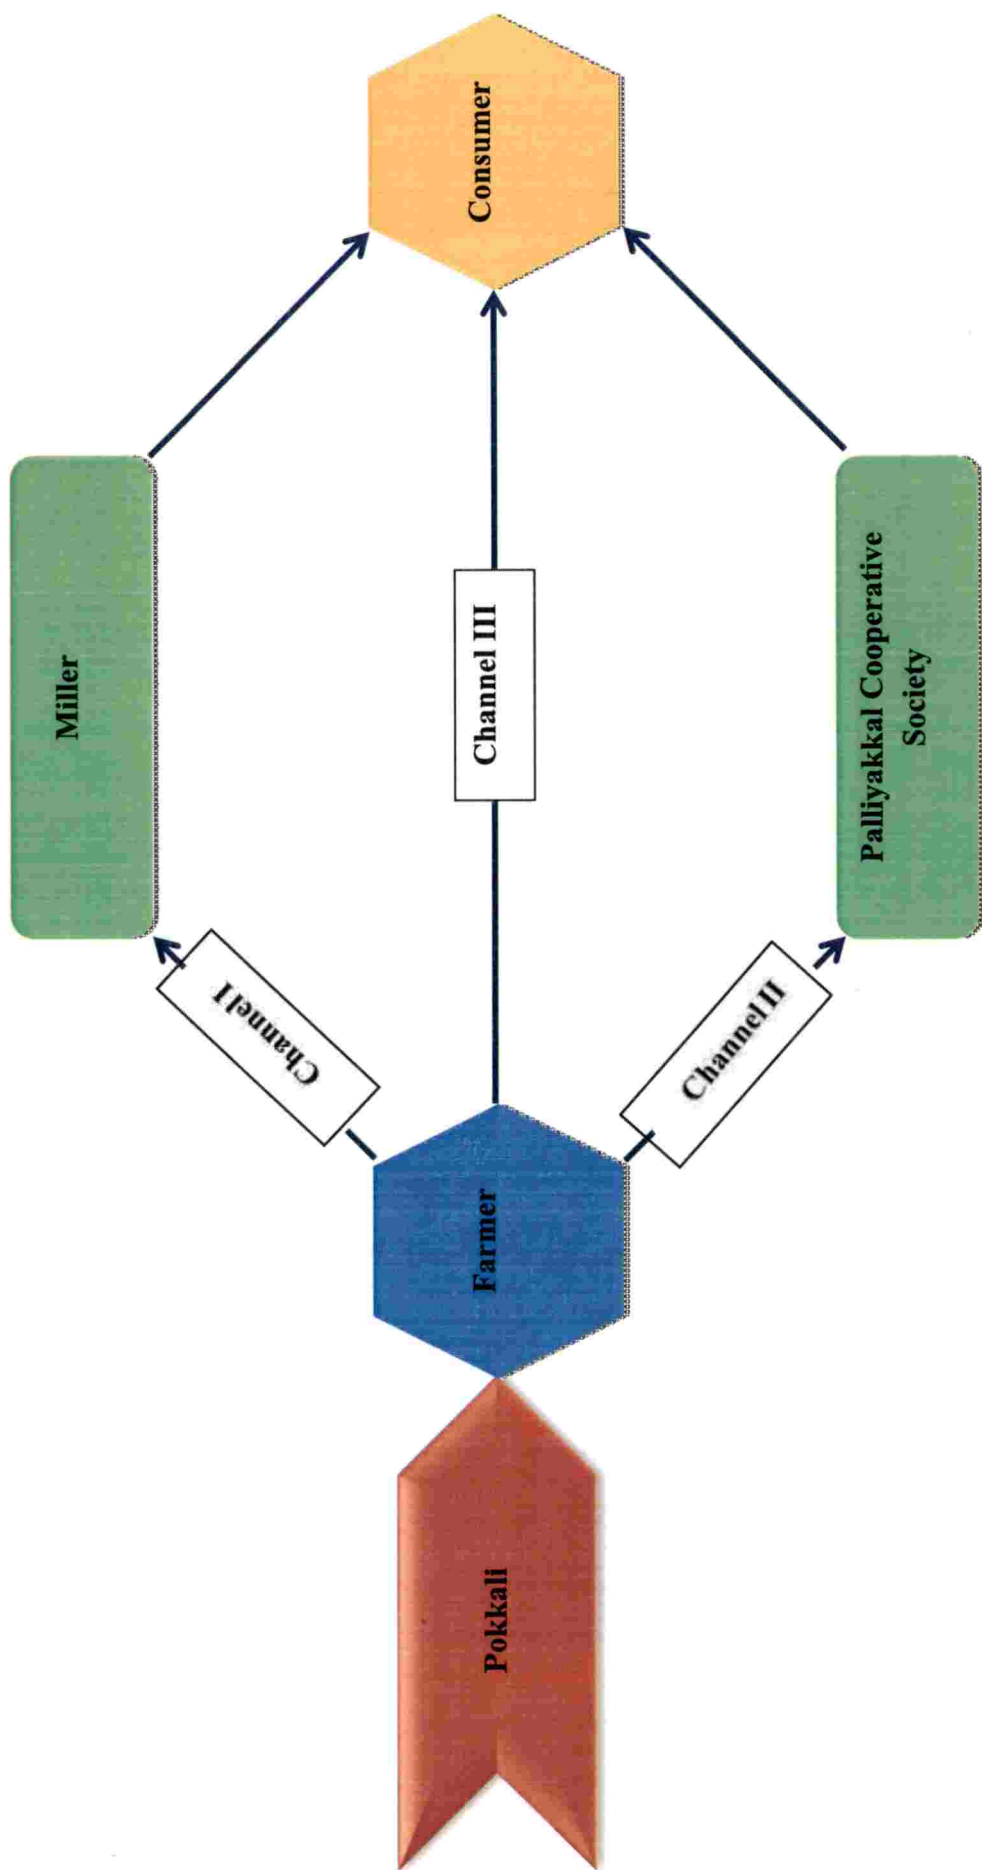 Pokkali
Farmer
Channel I
Channel III
Channel II
Miller
Palliyakkal Cooperative
Society
Consumer